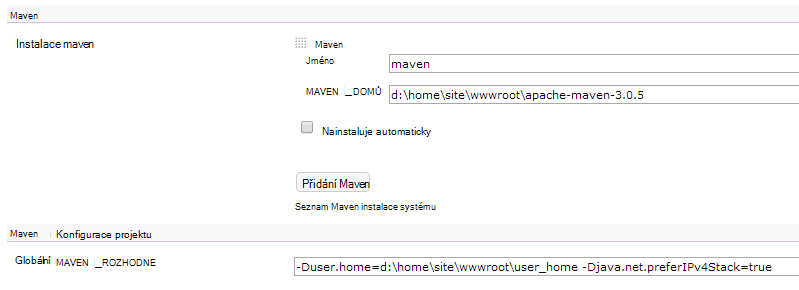 Maven
Instalace maven
Maven
Jméno
maven
MAVEN _DOMŮ
d:\home\site\wwwroot\apache-maven-3.0.5
Nainstaluje automaticky
Přidání Maven
Seznam Maven instalace systému
Maven Konfigurace projektu
Globální MAVEN _ROZHODNE
-Duser.home=d:\home\site\wwwroot\user_home -Djava.net.preferIPv4Stack=true